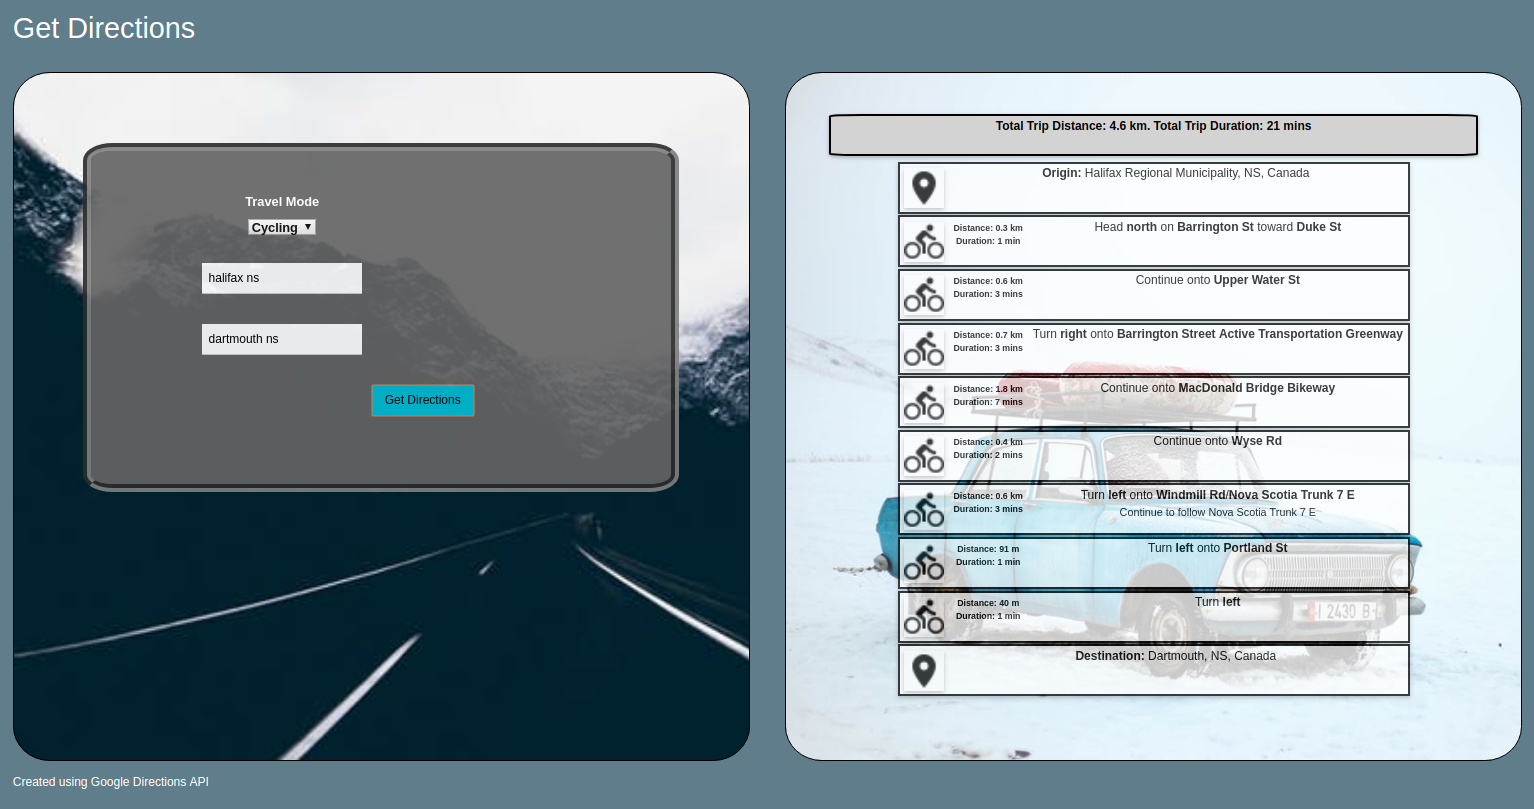 Get Directions
Travel Mode
Cycling
halifax ns
dartmouth ns
Get Directions
Total Trip Distance: 4.6 km. Total Trip Duration: 21 mins
Origin: Halifax Regional Municipality, NS, Canada
Distance: 0.3 km
Duration: 1 min
Head north on Barrington St toward Duke St
Distance: 0.6 km
Duration: 3 mins
Continue onto Upper Water St
Distance: 0.7 km
Duration: 3 mins
Turn right onto Barrington Street Active Transportation Greenway
Distance: 1.8 km
Duration: 7 mins
Continue onto MacDonald Bridge Bikeway
Distance: 0.4 km
Duration: 2 mins
Continue onto Wyse Rd
Distance: 0.6 km
Duration: 3 mins
Turn left onto Windmill Rd/Nova Scotia Trunk 7 E
Continue to follow Nova Scotia Trunk 7 E
Distance: 91 m
Duration: 1 min
Turn left onto Portland St
Distance: 40 m
Duration: 1 min
Turn left
2430
Destination: Dartmouth, NS, Canada
Created using Google Directions API